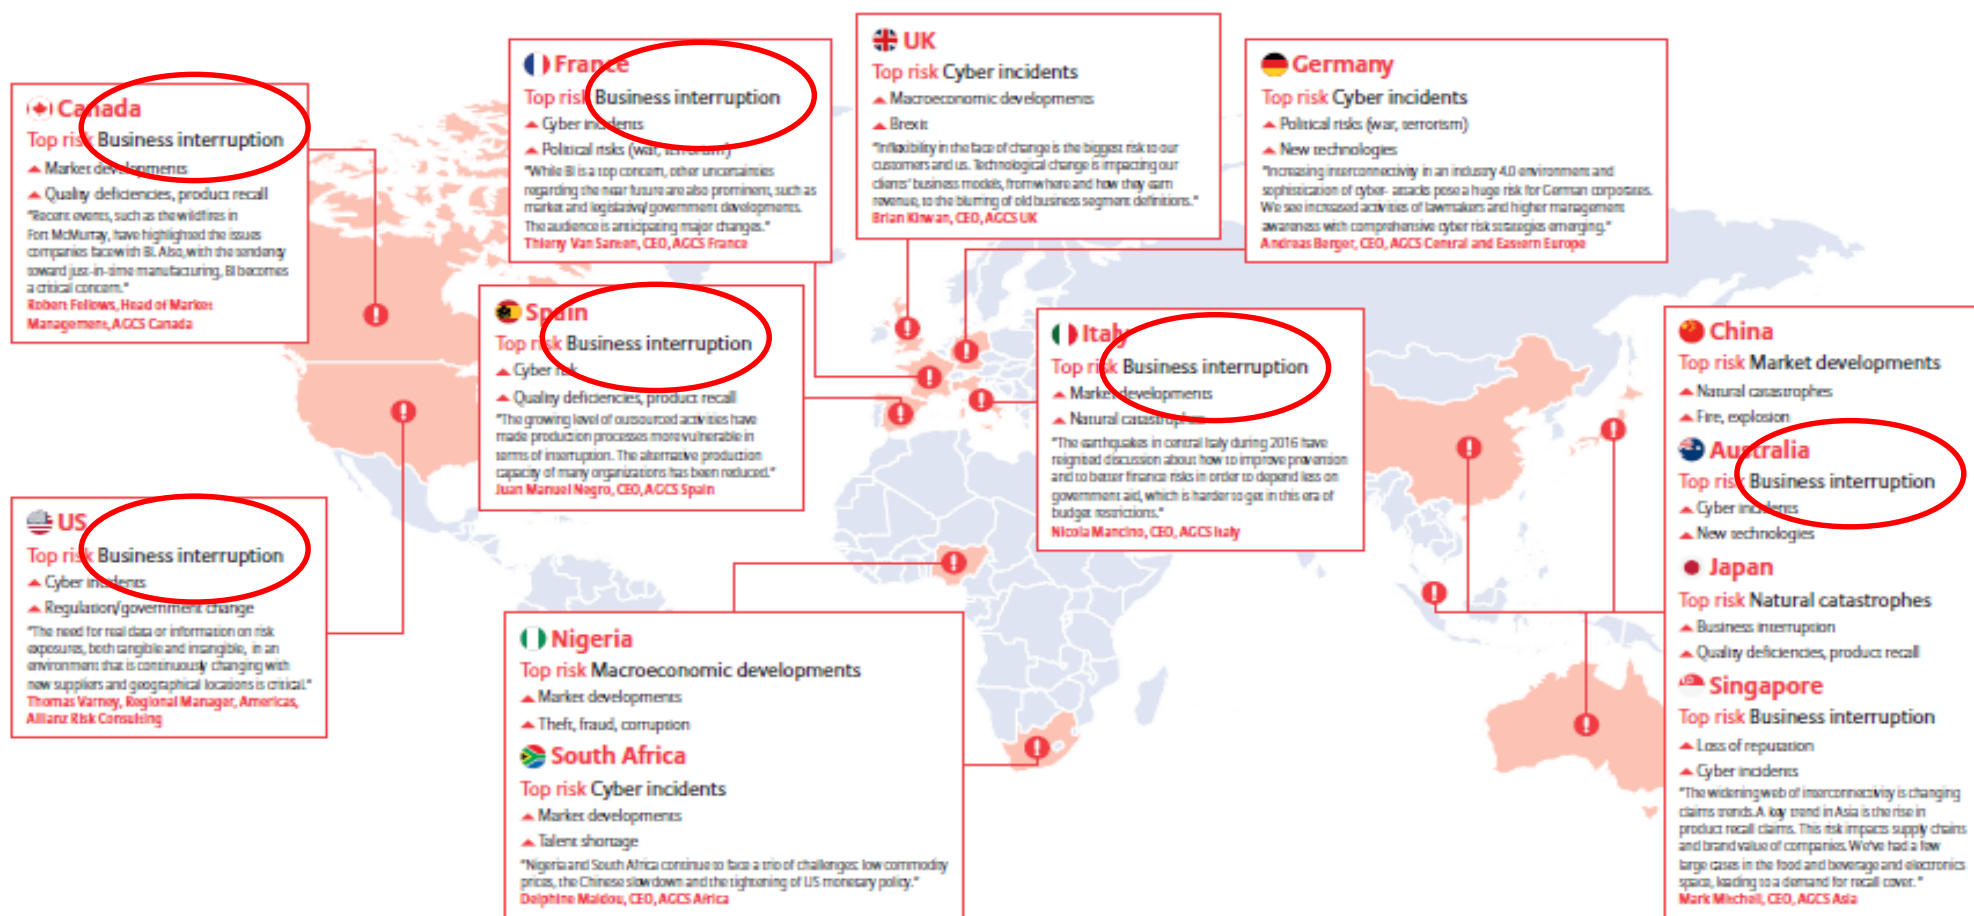 Canada
Top risk Business interruption
Market developments
Quality deficiencies, product recall
"Recent events, such as the wildfires in
Fort McMurray, have highlighted the issues
companies face with BI. Also, with the tendency
toward just-in-time manufacturing, BI becomes
a critical concern."
Robert Fellows, Head of Market
Management, AGCS Canada
US
Top risk Business interruption
Cyber incidents
Regulation/government change
"The need for real data or information on risk
exposures, both tangible and intangible, in an
environment that is continuously changing with
new suppliers and geographical locations is critical."
Thomas Varney, Regional Manager, Americas,
Allianz Risk Consulting
France
Top risk Business interruption
Cyber incidents
Political risks (war, terrorism)
"While BI is a top concern, other uncertainties
regarding the near future are also prominent, such as
market and legislative/government developments.
The audience is anticipating major changes."
Thierry Van Santen, CEO, AGCS France
Spain
Top risk Business interruption
Cyber risk
Quality deficiencies, product recall
"The growing level of outsourced activities have
made production processes more vulnerable in
terms of interruption. The alternative production
capacity of many organizations has been reduced."
Juan Manuel Negro, CEO, AGCS Spain
UK
Top risk Cyber incidents
Macroeconomic developments
Brexit
"Inflexibility in the face of change is the biggest risk to our
customers and us. Technological change is impacting our
clients' business models, from where and how they earn
revenue, to the blurring of old business segment definitions."
Brian Kirwan, CEO, AGCS UK
Germany
Top risk Cyber incidents
Political risks (war, terrorism)
New technologies
"Increasing interconnectivity in an industry 4.0 environment and
sophistication of cyber- attacks pose a huge risk for German corporates.
We see increased activities of lawmakers and higher management
awareness with comprehensive cyber risk strategies emerging."
Andreas Berger, CEO, AGCS Central and Eastern Europe
Italy
Top risk Business interruption
Market developments
Natural catastrophes
"The earthquakes in central Italy during 2016 have
reignited discussion about how to improve prevention
and to better finance risks in order to depend less on
government aid, which is harder to get in this era of
budget restrictions."
Nicola Mancino, CEO, AGCS Italy
Nigeria
Top risk Macroeconomic developments
Market developments
Theft, fraud, corruption
South Africa
Top risk Cyber incidents
Market developments
Talent shortage
"Nigeria and South Africa continue to face a trio of challenges: low commodity
prices, the Chinese slowdown and the tightening of US monetary policy."
Delphine Maidou, CEO, AGCS Africa
China
Top risk Market developments
Natural catastrophes
Fire, explosion
Australia
Top risk Business interruption
Cyber incidents
New technologies
Japan
Top risk Natural catastrophes
Business interruption
Quality deficiencies, product recall
Singapore
Top risk Business interruption
Loss of reputation
Cyber incidents
"The widening web of interconnectivity is changing
claims trends. A key trend in Asia is the rise in
product recall claims. This risk impacts supply chains
and brand value of companies. We've had a few
large cases in the food and beverage and electronics
space, leading to a demand for recall cover."
Mark Mitchell, CEO, AGCS Asia